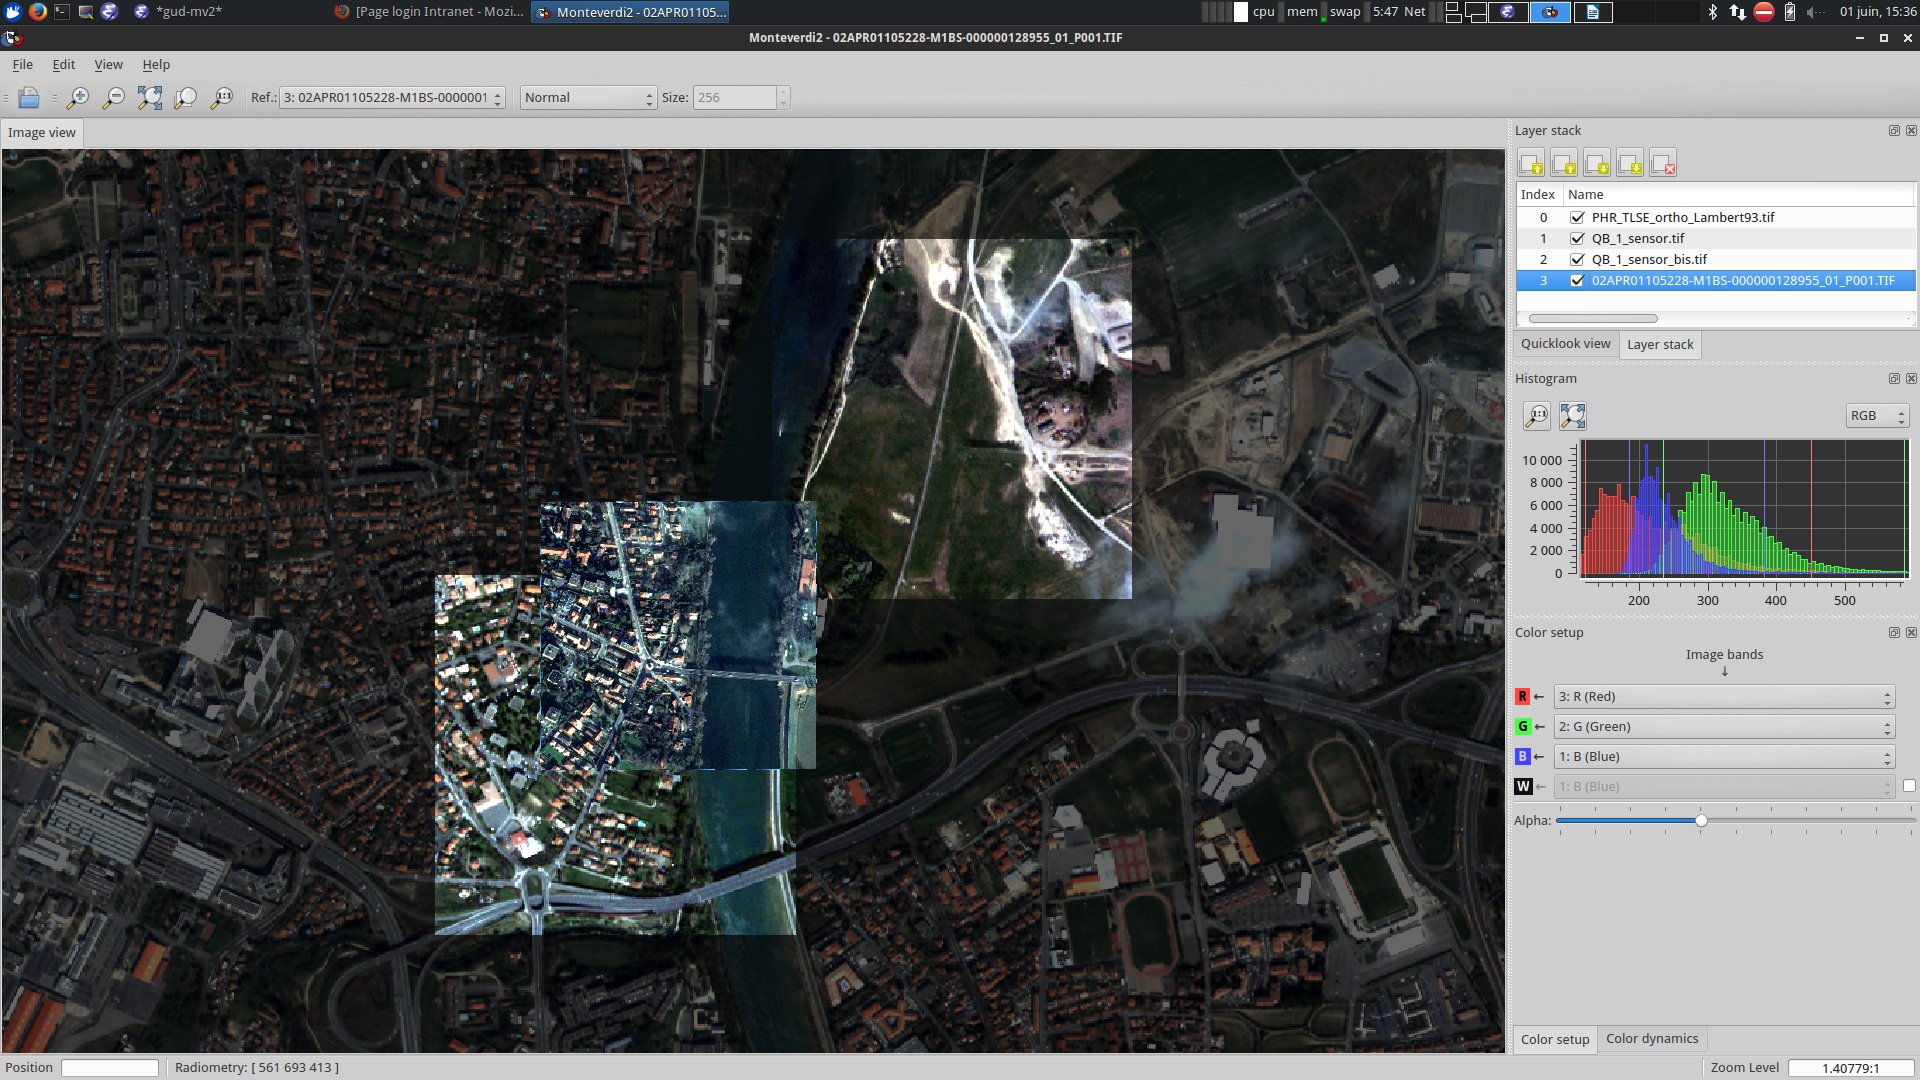 *gud-mv2*
[Page login Intranet - Mozi...
Monteverdi2 - 02APR01105...
cpu
mem
swap
5:47
Net
01 juin, 15:36
Monteverdi2 - 02APR01105228-M1BS-000000128955_01_P001.TIF
File
Edit
View
Help
Ref.:
3: 02APR01105228-M1BS-0000001
Normal
Size:
256
Image view
Layer stack
Index
Name
0
PHR_TLSE_ortho_Lambert93.tif
1
QB_1_sensor.tif
2
QB_1_sensor_bis.tif
3
02APR01105228-M1BS-000000128955_01_P001.TIF
Quicklook view
Layer stack
Histogram
RGB
10 000
8 000
6 000
4 000
2 000
0
200
300
400
500
Color setup
Image bands
↓
R ←
3: R (Red)
G ←
2: G (Green)
B ←
1: B (Blue)
W ←
1: B (Blue)
Alpha:
Color setup
Color dynamics
Position
Radiometry: [ 561 693 413 ]
Zoom Level
1.40779:1